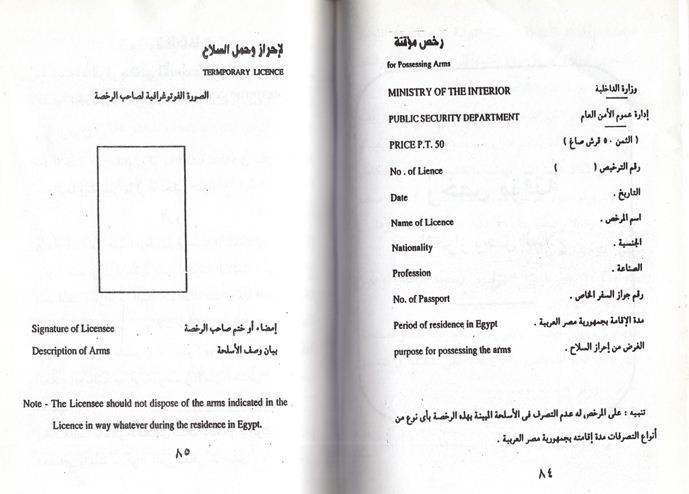 رخص مؤقتة
for Possessing Arms
MINISTRY OF THE INTERIOR وزارة الداخلية
PUBLIC SECURITY DEPARTMENT إدارة عموم الأمن العام
PRICE P.T. 50 ( الثمن ٥٠ قرش صاغ )
No . of Lience رقم الترخيص ( )
Date التاريخ .
Name of Licence اسم المرخص .
Nationality الجنسية .
Profession الصناعة .
No. of Passport رقم جواز السفر الخاص .
Period of residence in Egypt مدة الإقامة بجمهورية مصر العربية .
purpose for possessing the arms الغرض من إحراز السلاح .
تنبيه : على المرخص له عدم التصرف فى الأسلحة المبينة بهذه الرخصة بأى نوع من
أنواع التصرفات مدة إقامته بجمهورية مصر العربية .
٨٤
لإحراز وحمل السلاح
TERMPORARY LICENCE
الصورة الفوتوغرافية لصاحب الرخصة
Signature of Licensee إمضاء أو ختم صاحب الرخصة
Description of Arms بيان وصف الأسلحة
Note - The Licensee should not dispose of the arms indicated in the
Licence in way whatever during the residence in Egypt.
٨٥